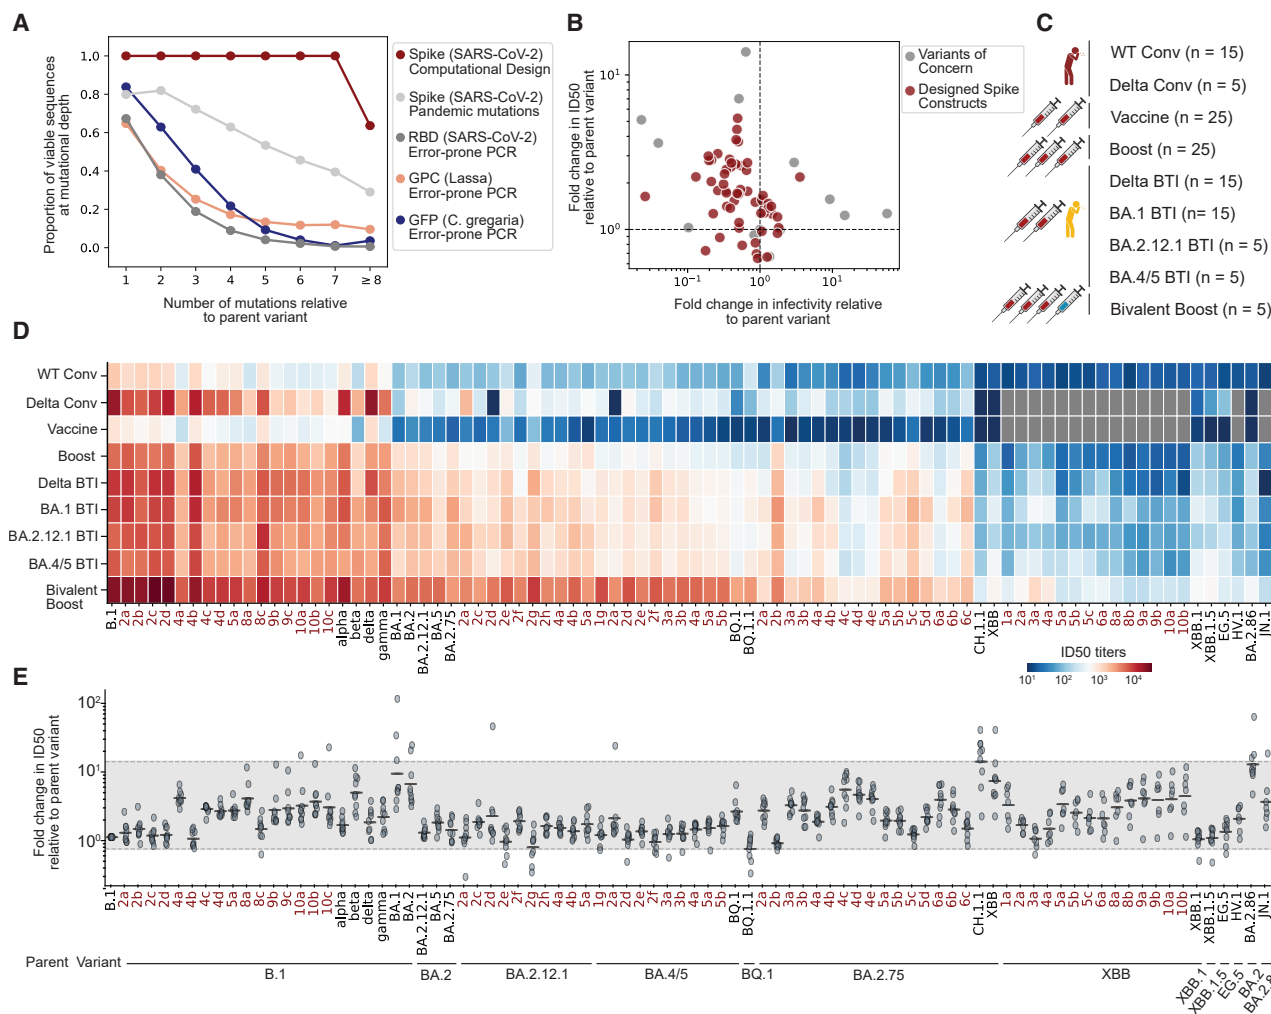 A
Proportion of viable sequences
at mutational depth
1.0
0.8
0.6
0.4
0.2
0.0
1 2 3 4 5 6 7 ≥8
Number of mutations relative
to parent variant
Spike (SARS-CoV-2)
Computational Design
Spike (SARS-CoV-2)
Pandemic mutations
RBD (SARS-CoV-2)
Error-prone PCR
GPC (Lassa)
Error-prone PCR
GFP (C. gregaria)
Error-prone PCR
B
Fold change in ID50
relative to parent variant
10¹
10⁰
10⁻¹ 10⁰ 10¹
Fold change in infectivity relative
to parent variant
Variants of
Concern
Designed Spike
Constructs
C
WT Conv (n = 15)
Delta Conv (n = 5)
Vaccine (n = 25)
Boost (n = 25)
Delta BTI (n = 15)
BA.1 BTI (n= 15)
BA.2.12.1 BTI (n = 5)
BA.4/5 BTI (n = 5)
Bivalent Boost (n = 5)
D
WT Conv
Delta Conv
Vaccine
Boost
Delta BTI
BA.1 BTI
BA.2.12.1 BTI
BA.4/5 BTI
Bivalent
Boost
B.1 2a 2b 2c 2d 4a 4b 4c 4d 5a 8a 8c 9b 9c 10a 10b 10c alpha beta delta gamma BA.1 BA.2 BA.2.12.1 BA.5 BA.2.75 2a 2c 2d 2f 2g 2h 4a 4b 5a 1g 2a 2d 2e 2f 3a 3b 4a 5a 5b BQ.1 BQ.1.1 2a 2b 3a 3b 4a 4b 4c 4d 4e 5a 5b 5c 5d 6a 6b 6c CH.1.1 XBB 1a 2a 3a 4a 5a 5b 5c 6a 8a 8b 9a 9b 10a 10b XBB.1 XBB.1.5 EG.5 HV.1 BA.2.86 JN.1
ID50 titers
10¹ 10² 10³ 10⁴
E
Fold change in ID50
relative to parent variant
10²
10¹
10⁰
B.1 2a 2b 2c 2d 4a 4b 4c 4d 5a 8a 8c 9b 9c 10a 10b 10c alpha beta delta gamma BA.1 BA.2 BA.2.12.1 BA.5 BA.2.75 2a 2c 2d 2e 2f 2g 2h 4a 4b 5a 1g 2a 2d 2e 2f 3a 3b 4a 5a 5b BQ.1 BQ.1.1 2a 2b 3a 3b 4a 4b 4c 4d 4e 5a 5b 5c 5d 6a 6b 6c CH.1.1 XBB 1a 2a 3a 4a 5a 5b 5c 6a 8a 8b 9a 9b 10a 10b XBB.1 XBB.1.5 EG.5 HV.1 BA.2.86 JN.1
Parent Variant
B.1 BA.2 BA.2.12.1 BA.4/5 BQ.1 BA.2.75 XBB XBB.1 XBB.1.5 EG.5 BA.2